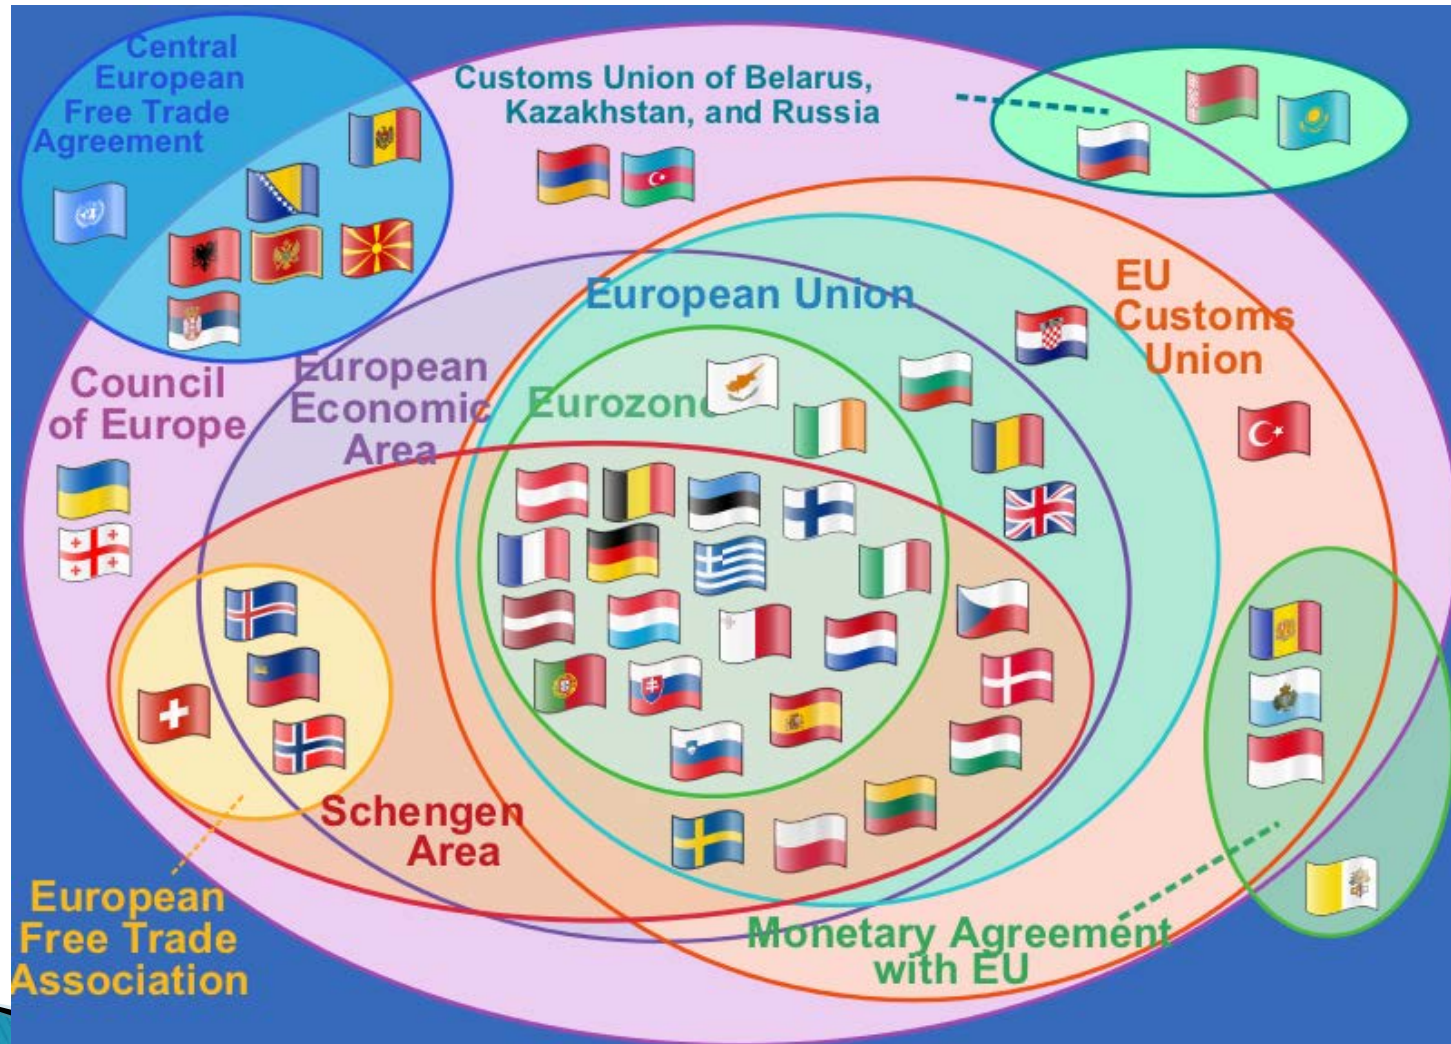 Central
European
Free Trade
Agreement
Customs Union of Belarus,
Kazakhstan, and Russia
European Union
EU
Customs
Union
European
Economic
Area
Eurozone
Council
of Europe
Schengen
Area
European
Free Trade
Association
Monetary Agreement
with EU